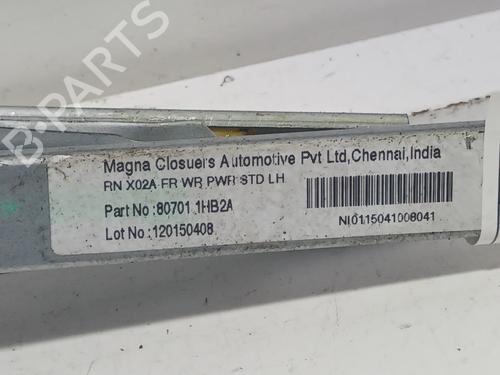 Magna Closuers Automotive Pvt Ltd,Chennai,India
RN X02A FR WR PWR STD LH
Part No :80701 1HB2A
Lot No :120150408
NI0115041008041
B-PARTS